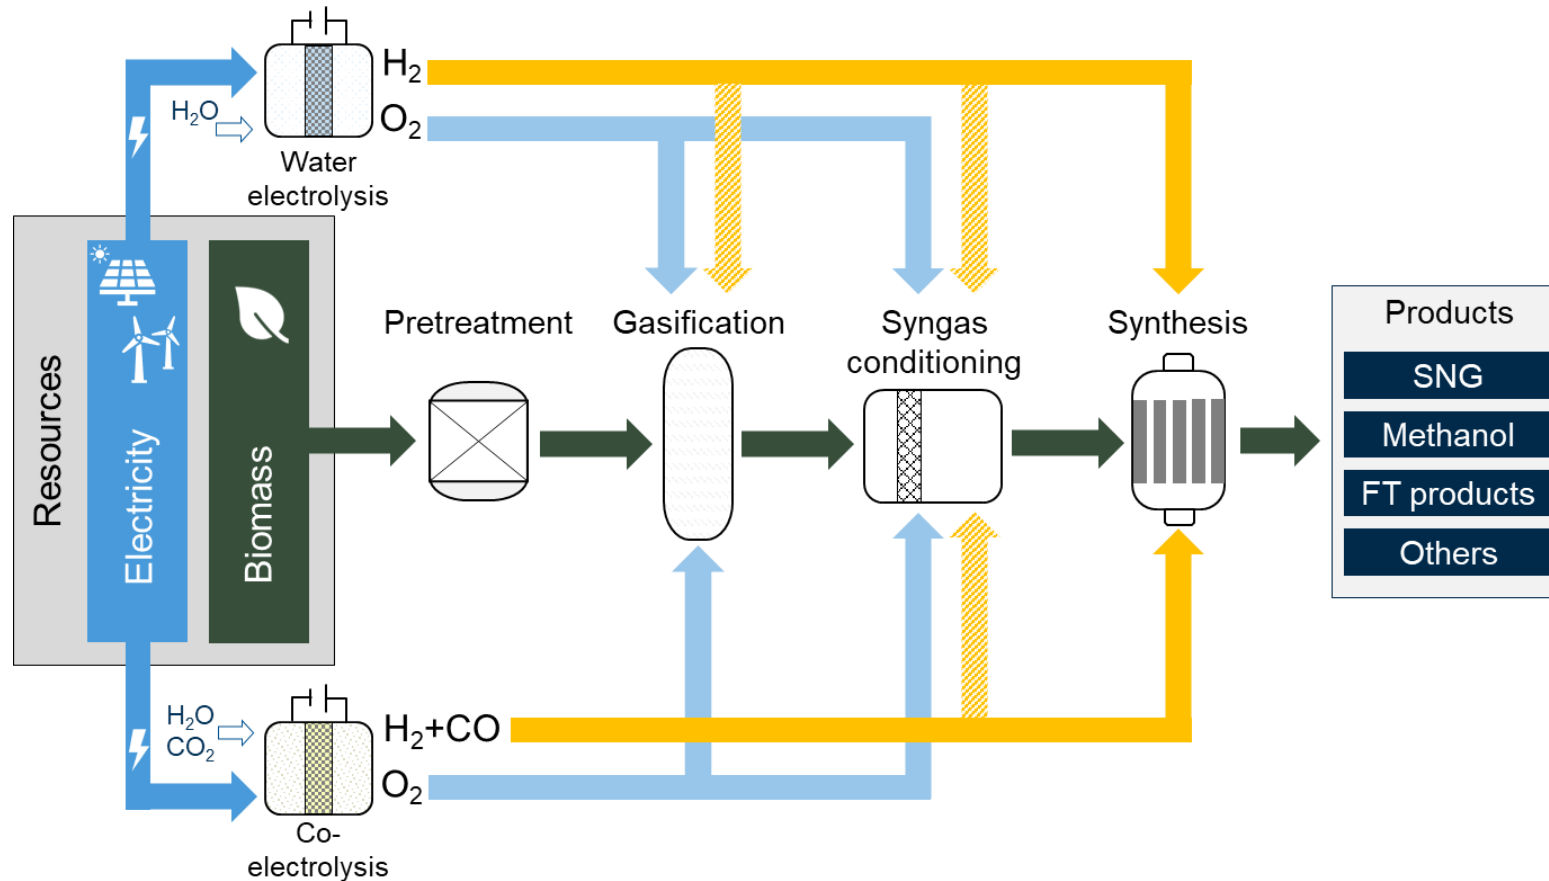 H₂
O₂
H₂O
Water
electrolysis
Resources
Electricity
Biomass
Pretreatment
Gasification
Syngas
conditioning
Synthesis
Products
SNG
Methanol
FT products
Others
H₂O
CO₂
H₂+CO
O₂
Co-
electrolysis